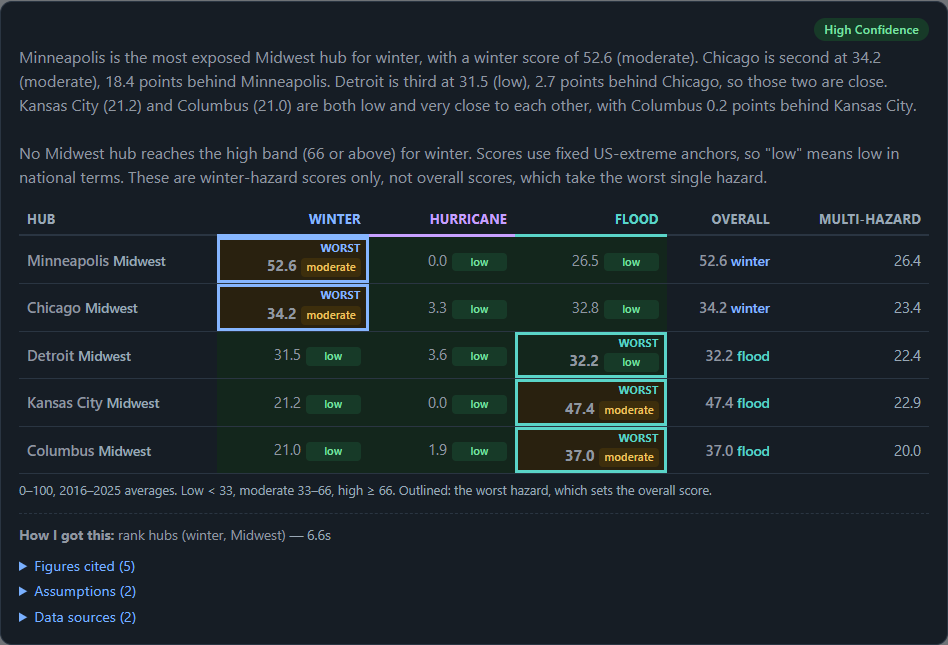 High Confidence
Minneapolis is the most exposed Midwest hub for winter, with a winter score of 52.6 (moderate). Chicago is second at 34.2
(moderate), 18.4 points behind Minneapolis. Detroit is third at 31.5 (low), 2.7 points behind Chicago, so those two are close.
Kansas City (21.2) and Columbus (21.0) are both low and very close to each other, with Columbus 0.2 points behind Kansas City.
No Midwest hub reaches the high band (66 or above) for winter. Scores use fixed US-extreme anchors, so "low" means low in
national terms. These are winter-hazard scores only, not overall scores, which take the worst single hazard.
HUB WINTER HURRICANE FLOOD OVERALL MULTI-HAZARD
WORST
Minneapolis Midwest 52.6 moderate 0.0 low 26.5 low 52.6 winter 26.4
WORST
Chicago Midwest 34.2 moderate 3.3 low 32.8 low 34.2 winter 23.4
WORST
Detroit Midwest 31.5 low 3.6 low 32.2 low 32.2 flood 22.4
WORST
Kansas City Midwest 21.2 low 0.0 low 47.4 moderate 47.4 flood 22.9
WORST
Columbus Midwest 21.0 low 1.9 low 37.0 moderate 37.0 flood 20.0
0–100, 2016–2025 averages. Low < 33, moderate 33–66, high ≥ 66. Outlined: the worst hazard, which sets the overall score.
How I got this: rank hubs (winter, Midwest) — 6.6s
▶ Figures cited (5)
▶ Assumptions (2)
▶ Data sources (2)